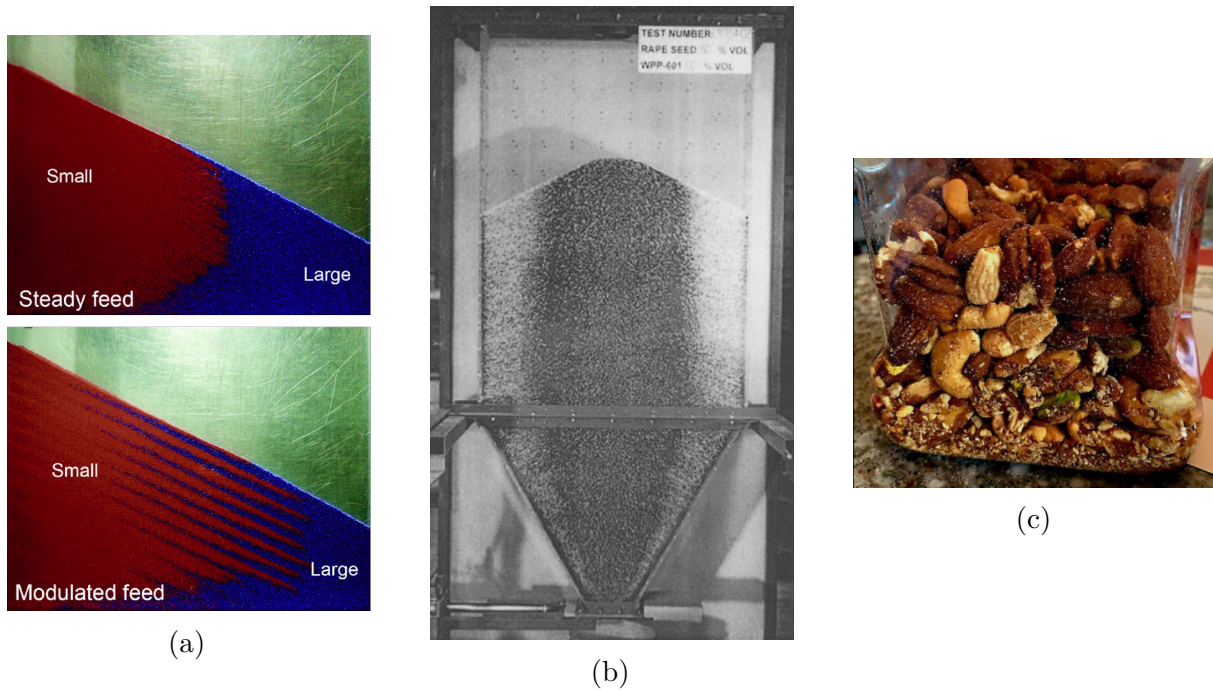 Small
Large
Steady feed
Small
Large
Modulated feed
(a)
TEST NUMBER:
RAPE SEED % VOL
WPP-601 % VOL
(b)
(c)